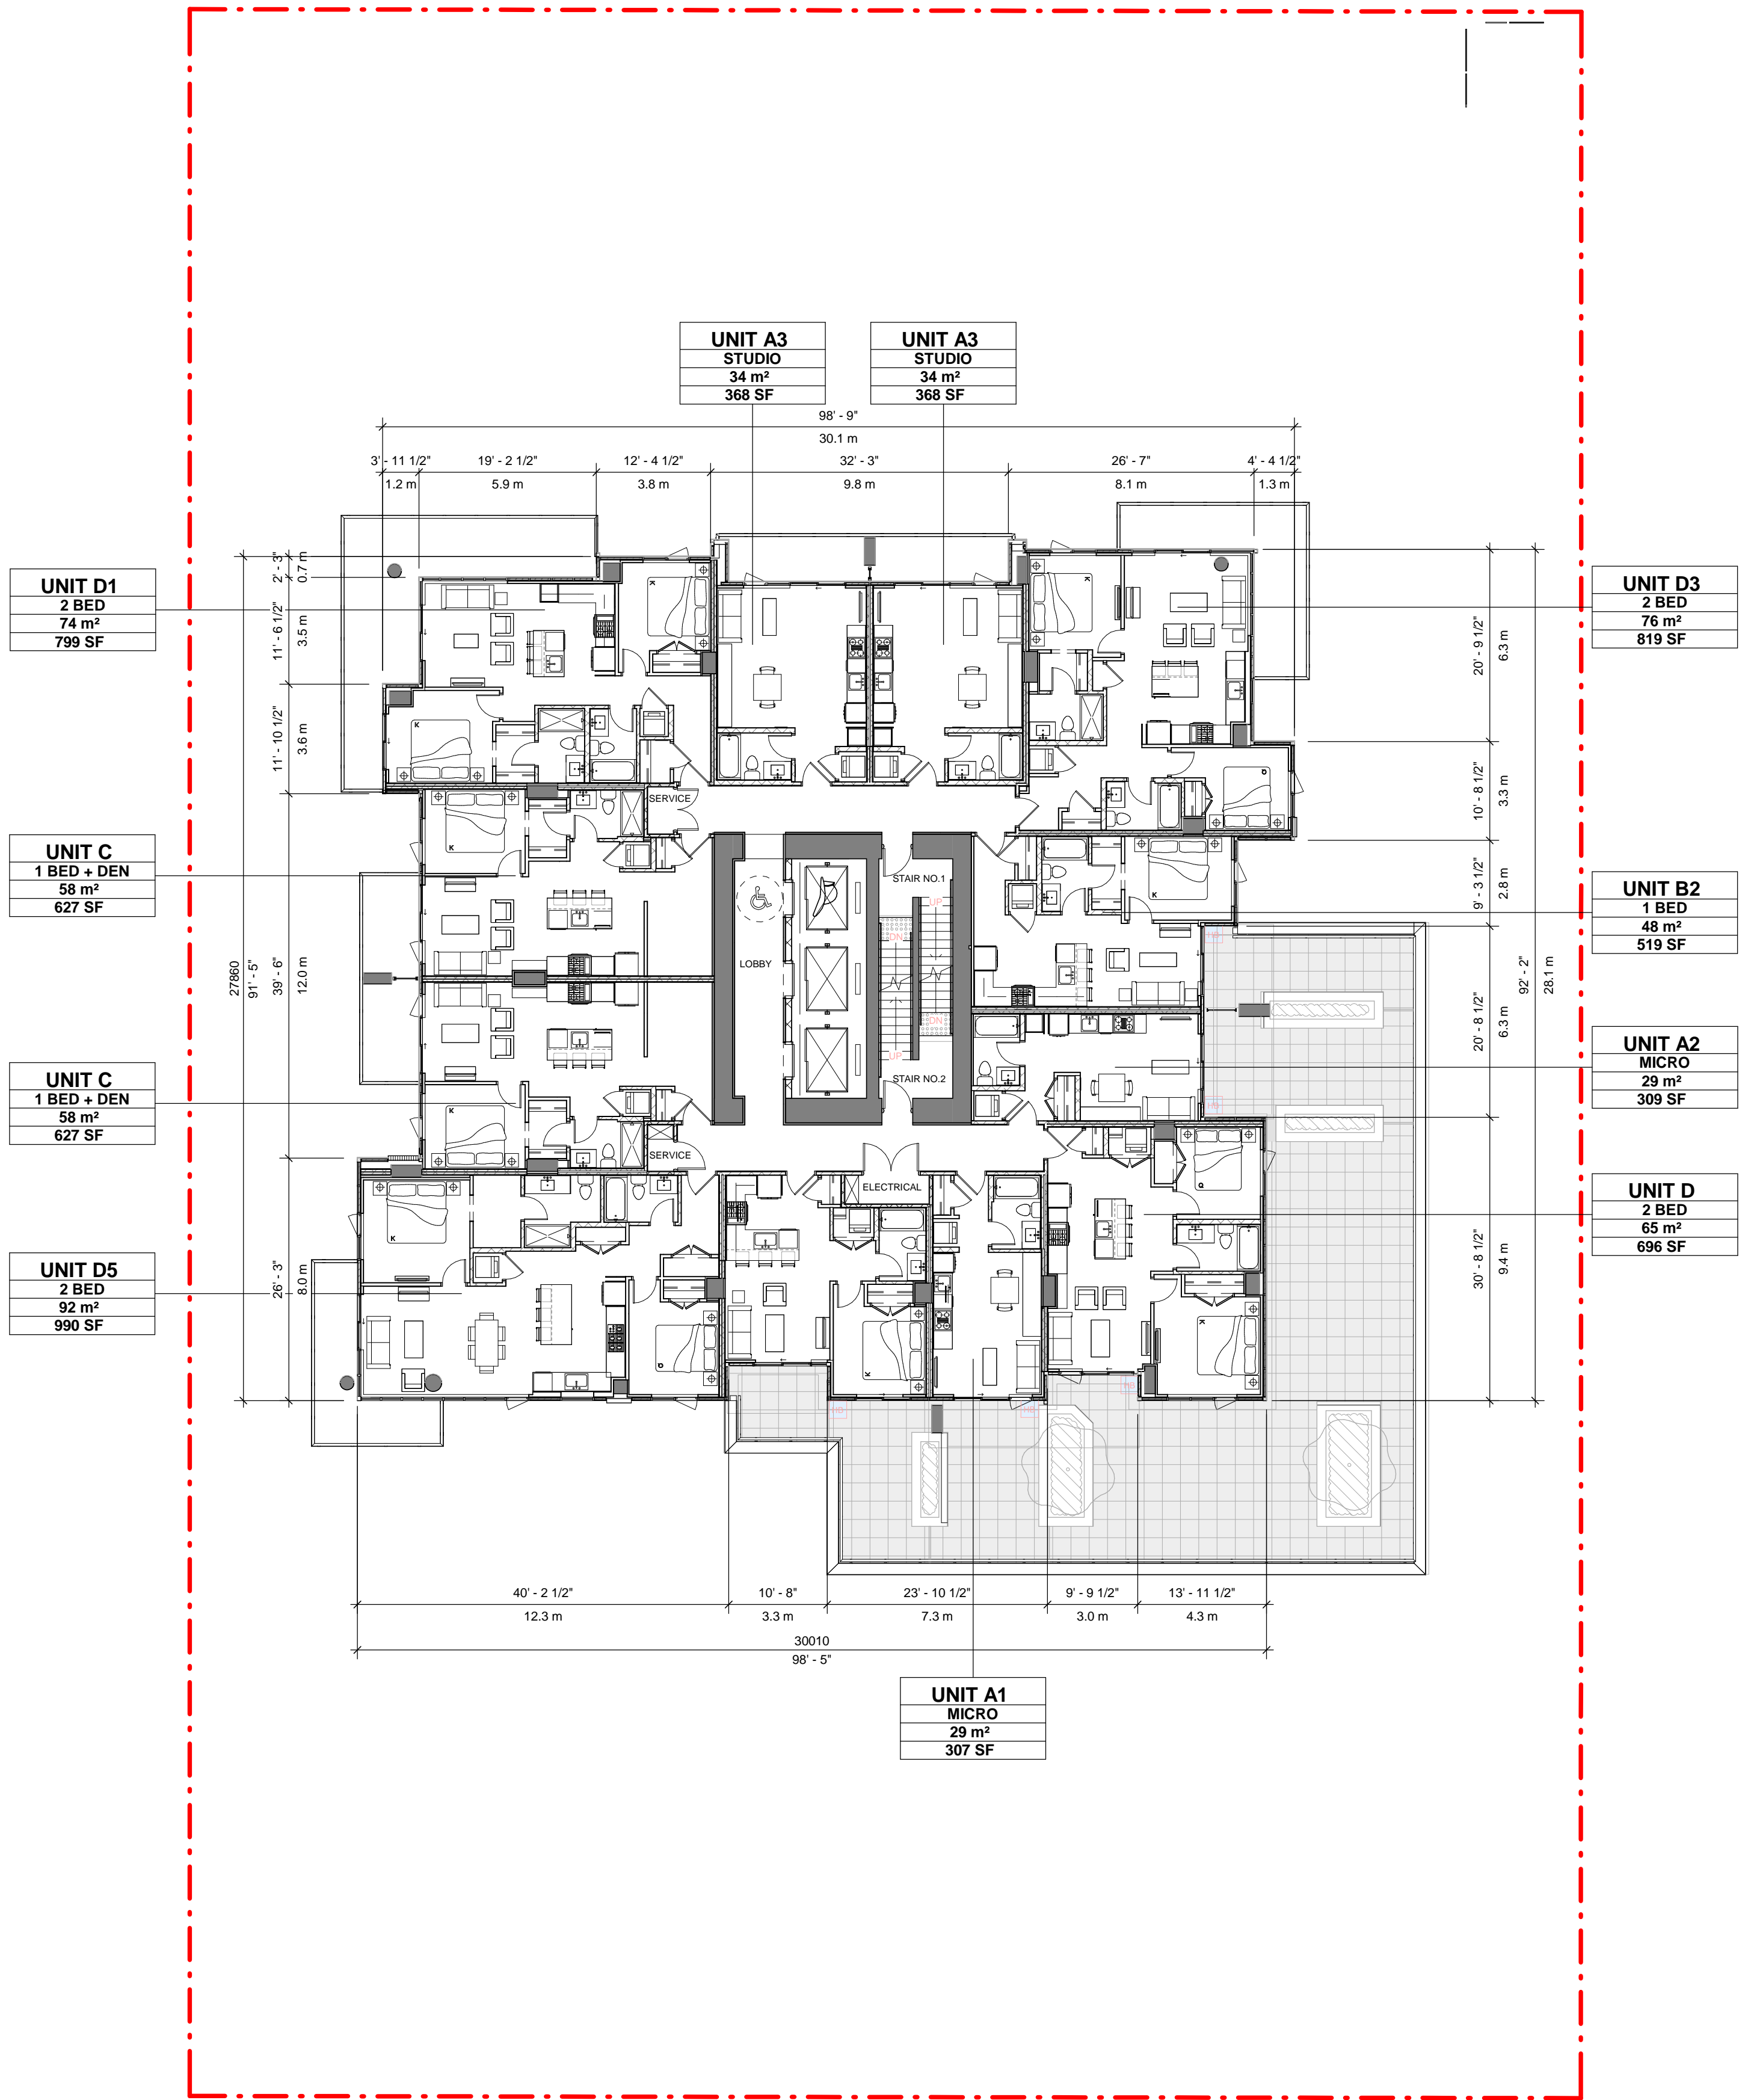 UNIT A3
STUDIO
34 m²
368 SF
UNIT A3
STUDIO
34 m²
368 SF
98' - 9"
30.1 m
3' - 11 1/2"
19' - 2 1/2"
12' - 4 1/2"
32' - 3"
26' - 7"
4' - 4 1/2"
1.2 m
5.9 m
3.8 m
9.8 m
8.1 m
1.3 m
UNIT D1
2 BED
74 m²
799 SF
UNIT C
1 BED + DEN
58 m²
627 SF
UNIT C
1 BED + DEN
58 m²
627 SF
UNIT D5
2 BED
92 m²
990 SF
27860
91' - 5"
2' - 3"
0.7 m
11' - 6 1/2"
3.5 m
11' - 10 1/2"
3.6 m
39' - 6"
12.0 m
26' - 3"
8.0 m
K
K
K
K
Q
SERVICE
K
K
STAIR NO.1
UP
DN
LOBBY
DN
UP
STAIR NO.2
K
SERVICE
ELECTRICAL
K
Q
K
Q
K
HB
HB
HB
HB
HB
20' - 9 1/2"
6.3 m
10' - 8 1/2"
3.3 m
9' - 3 1/2"
2.8 m
20' - 8 1/2"
6.3 m
30' - 8 1/2"
9.4 m
92' - 2"
28.1 m
UNIT D3
2 BED
76 m²
819 SF
UNIT B2
1 BED
48 m²
519 SF
UNIT A2
MICRO
29 m²
309 SF
UNIT D
2 BED
65 m²
696 SF
40' - 2 1/2"
10' - 8"
23' - 10 1/2"
9' - 9 1/2"
13' - 11 1/2"
12.3 m
3.3 m
7.3 m
3.0 m
4.3 m
30010
98' - 5"
UNIT A1
MICRO
29 m²
307 SF